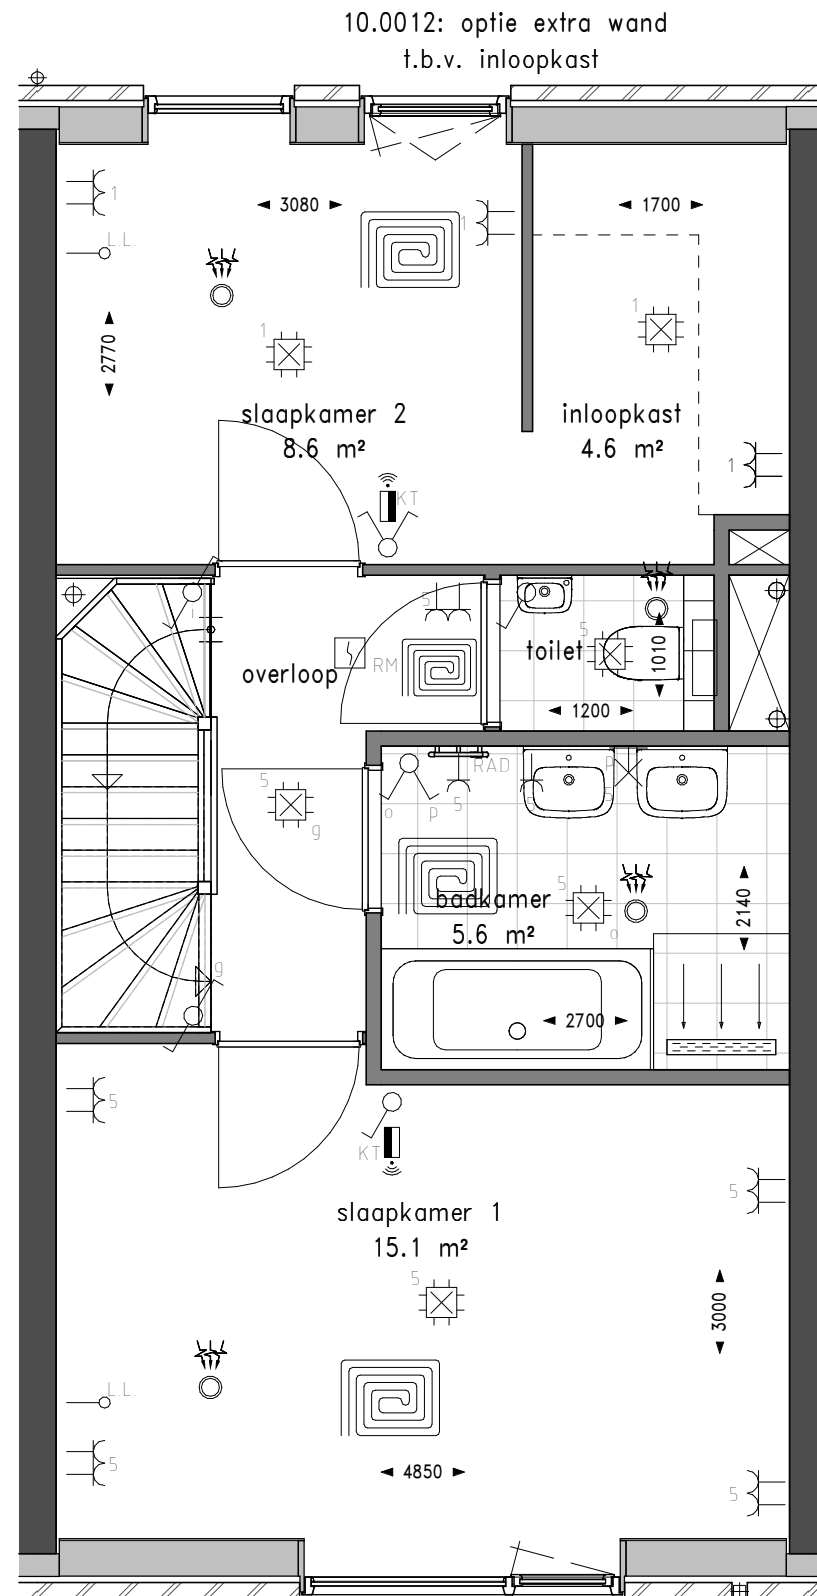 10.0012: optie extra wand
t.b.v. inloopkast
1
3080
1
1700
L.L.
2770
1
1
slaapkamer 2
8.6 m²
inloopkast
4.6 m²
1
KT
5
5
overloop
RM
toilet
1010
1200
RAD
p
5
g
o
p
5
5
5
badkamer
5.6 m²
5
o
2140
g
2700
5
KT
5
slaapkamer 1
15.1 m²
5
3000
L.L.
5
4850
5